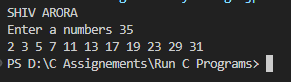 SHIV ARORA
Enter a numbers 35
2 3 5 7 11 13 17 19 23 29 31
PS D:\C Assignements\Run C Programs>